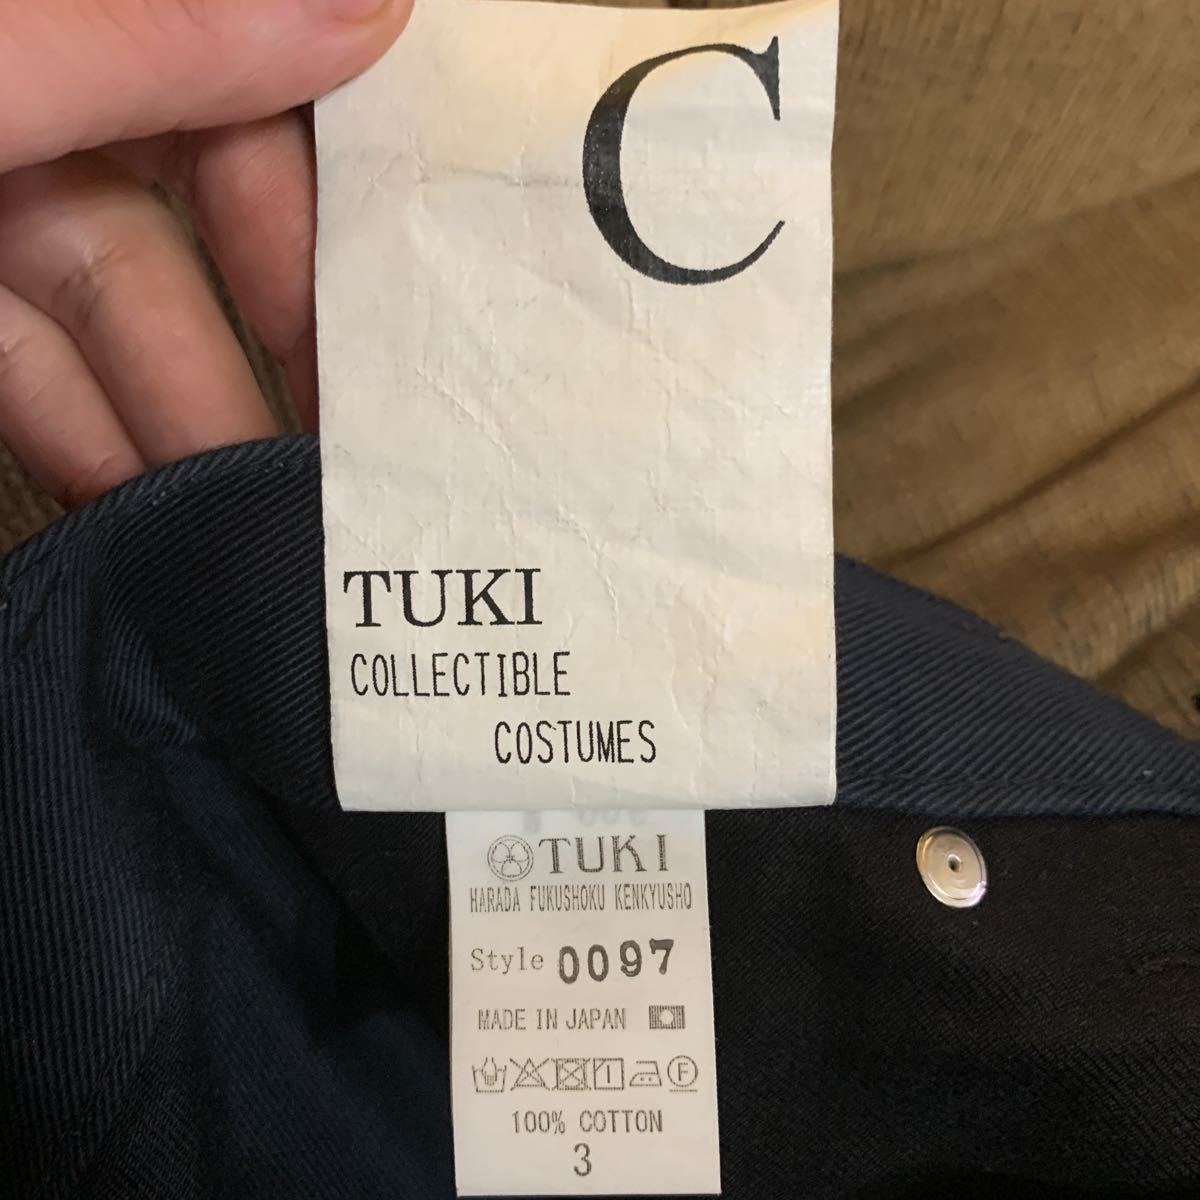 C
TUKI
COLLECTIBLE
COSTUMES
TUKI
HARADA FUKUSHOKU KENKYUSHO
Style 0097
MADE IN JAPAN
F
100% COTTON
3